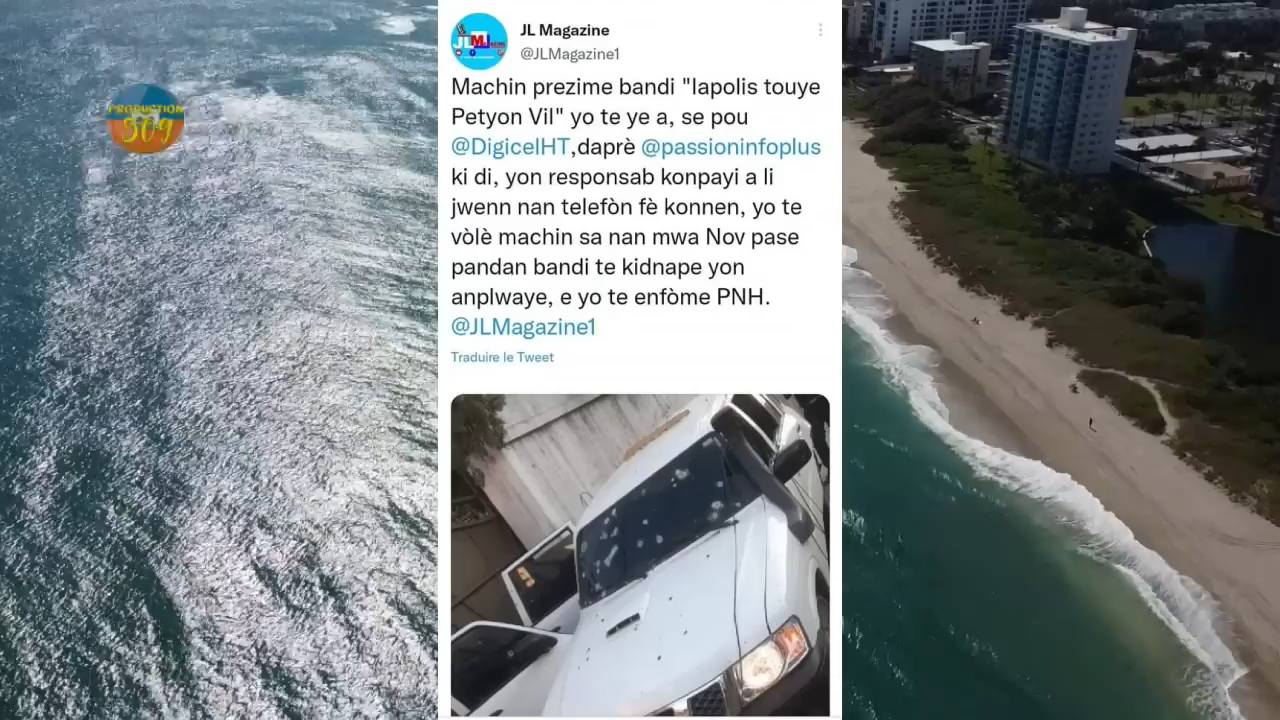 PRODUCTION
509
JL Magazine
@JLMagazine1
Machin prezime bandi "lapolis touye
Petyon Vil" yo te ye a, se pou
@DigicelHT,daprè @passioninfoplus
ki di, yon responsab konpayi a li
jwenn nan telefòn fè konnen, yo te
vòlè machin sa nan mwa Nov pase
pandan bandi te kidnape yon
anplwaye, e yo te enfòme PNH.
@JLMagazine1
Traduire le Tweet